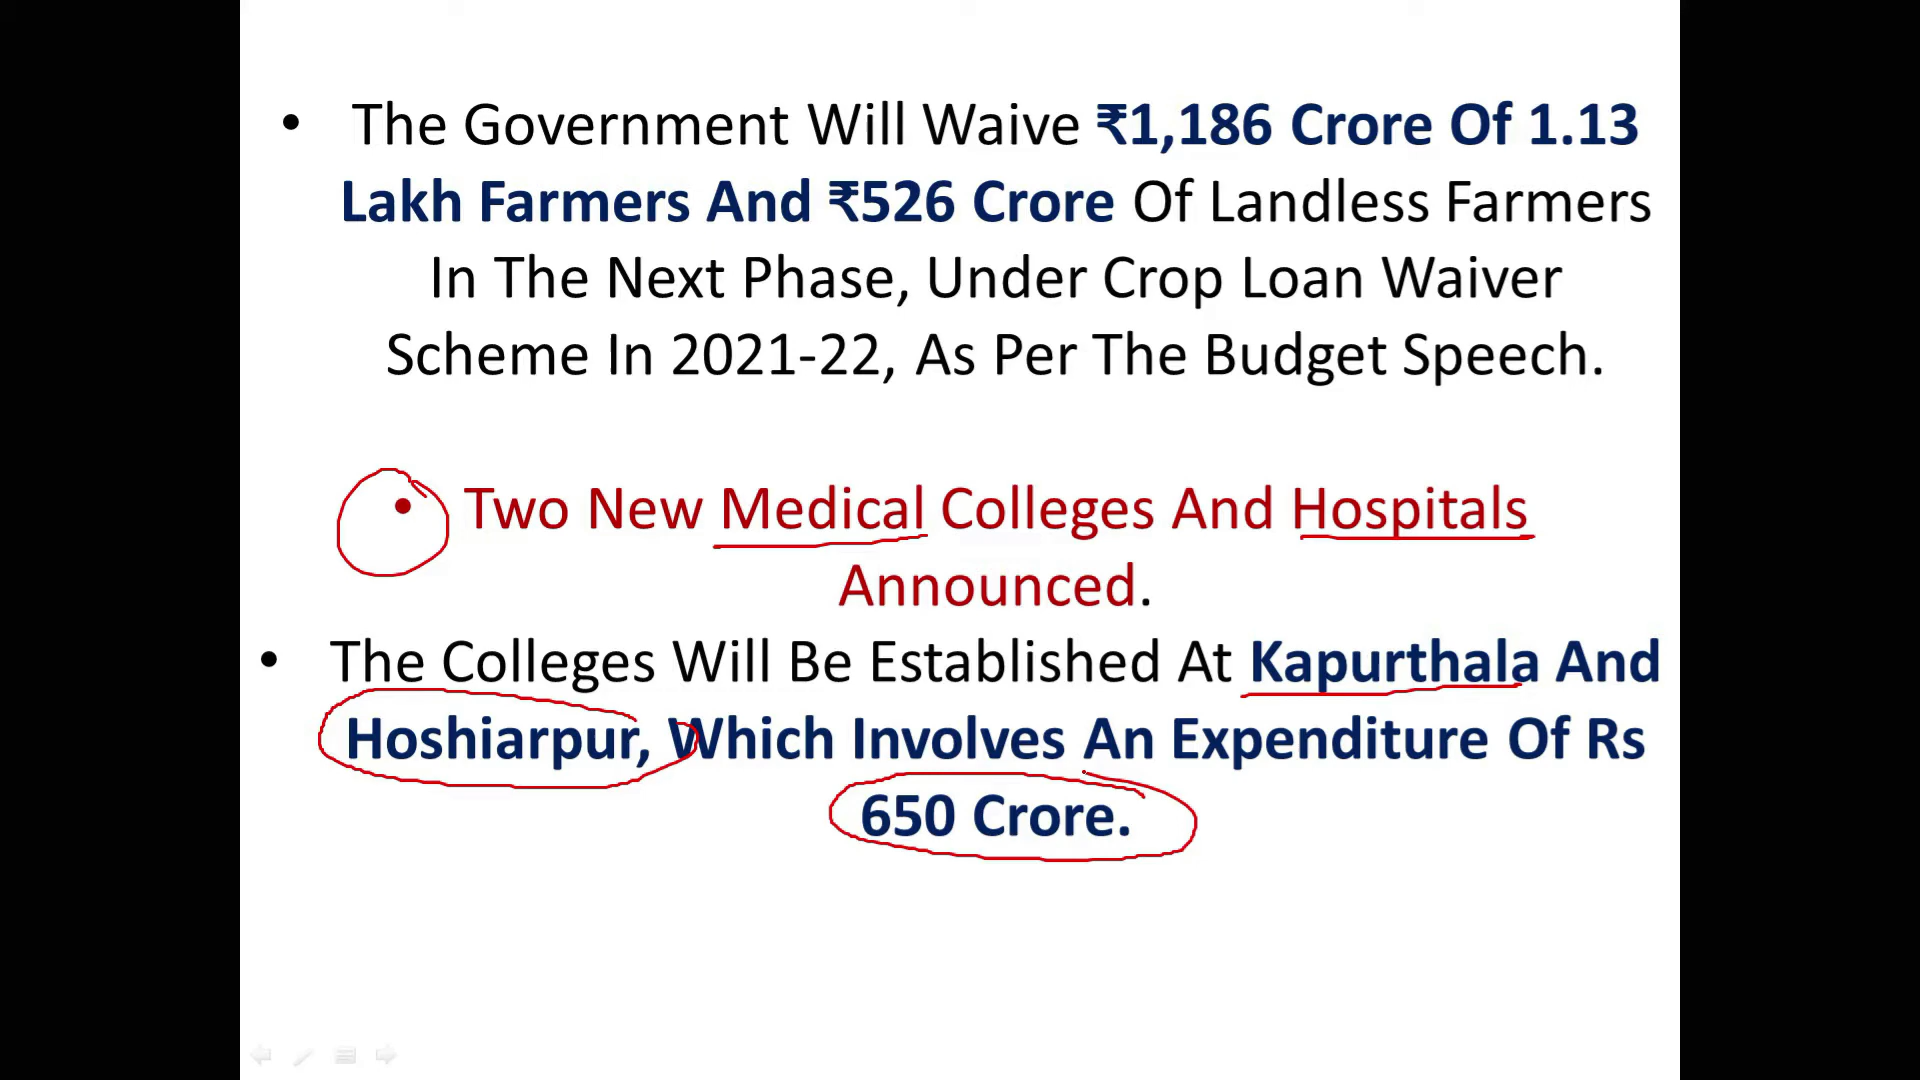 • The Government Will Waive ₹1,186 Crore Of 1.13
Lakh Farmers And ₹526 Crore Of Landless Farmers
In The Next Phase, Under Crop Loan Waiver
Scheme In 2021-22, As Per The Budget Speech.
• Two New Medical Colleges And Hospitals
Announced.
• The Colleges Will Be Established At Kapurthala And
Hoshiarpur, Which Involves An Expenditure Of Rs
650 Crore.